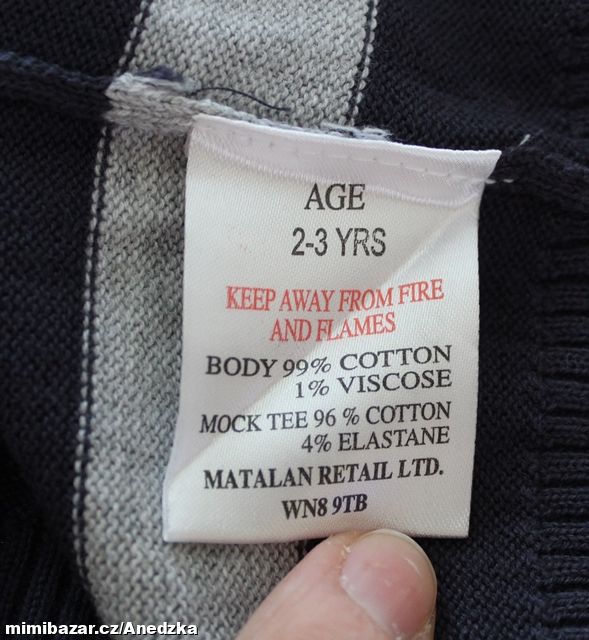 AGE
2-3 YRS
KEEP AWAY FROM FIRE
AND FLAMES
BODY 99% COTTON
1% VISCOSE
MOCK TEE 96 % COTTON
4% ELASTANE
MATALAN RETAIL LTD.
WN8 9TB
mimibazar.cz/Anedzka